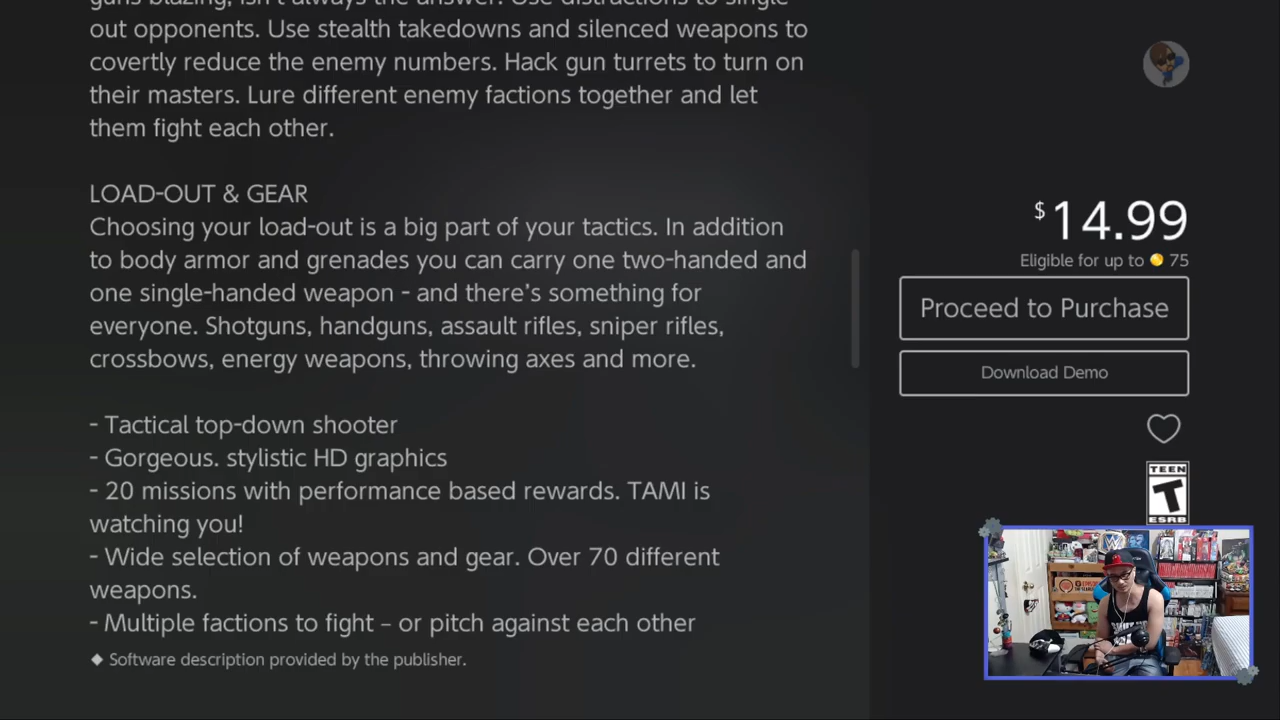 out opponents. Use stealth takedowns and silenced weapons to
covertly reduce the enemy numbers. Hack gun turrets to turn on
their masters. Lure different enemy factions together and let
them fight each other.
LOAD-OUT & GEAR
Choosing your load-out is a big part of your tactics. In addition
to body armor and grenades you can carry one two-handed and
one single-handed weapon - and there's something for
everyone. Shotguns, handguns, assault rifles, sniper rifles,
crossbows, energy weapons, throwing axes and more.
- Tactical top-down shooter
- Gorgeous. stylistic HD graphics
- 20 missions with performance based rewards. TAMI is
watching you!
- Wide selection of weapons and gear. Over 70 different
weapons.
- Multiple factions to fight – or pitch against each other
◆ Software description provided by the publisher.
$14.99
Eligible for up to 75
Proceed to Purchase
Download Demo
TEEN
T
ESRB